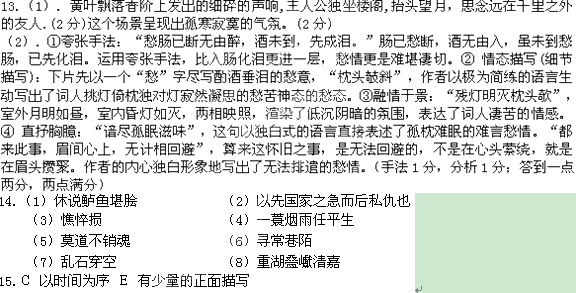 13.（1）．黄叶飘落香阶上发出的细碎的声响,主人公独坐楼阁,抬头望月，思念远在千里之外
的友人.(2 分)这个场景呈现出孤寒寂寞的气氛。(2 分)
（2）．①夸张手法：“愁肠已断无由醉，酒未到，先成泪。”肠已愁断，酒无由入，虽未到愁
肠，已先化泪。运用夸张手法，比入肠化泪更进一层，愁情更是难堪凄切。② 情态描写(细节
描写)：下片先以一个“愁”字尽写酌酒垂泪的愁意，“枕头攲斜”，作者以极为简练的语言生
动写出了词人挑灯倚枕独对灯寂然凝思的愁苦神态的愁态。③融情于景：“残灯明灭枕头攲”，
室外月明如昼，室内昏灯如灭，两相映照，渲染了低沉阴暗的氛围，表达了词人凄苦的情感。
④ 直抒胸臆：“谙尽孤眠滋味”，这句以独白式的语言直接表述了孤枕难眠的难言愁情。“都
来此事，眉间心上，无计相回避”，算来这怀旧之事，是无法回避的，不是在心头萦绕，就是
在眉头攒聚。作者的内心独白形象地写出了无法排遣的愁情。(手法 1 分，分析 1 分；答到一点
两分，两点满分)
14.（1）休说鲈鱼堪脍 （2）以先国家之急而后私仇也
（3）憔悴损 （4）一蓑烟雨任平生
（5）莫道不销魂 （6）寻常巷陌
（7）乱石穿空 （8）重湖叠巘清嘉
15.C 以时间为序 E 有少量的正面描写